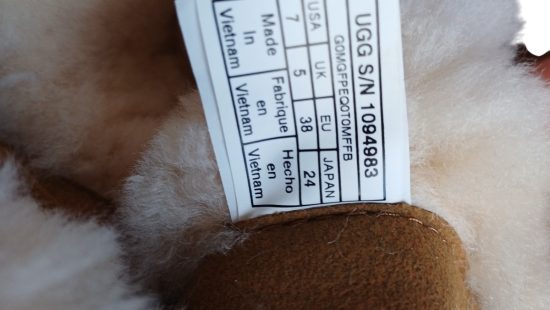 UGG S/N 1094983
G0MGFPEQ0T0MFFB
USA UK EU JAPAN
7 5 38 24
Made Fabrique Hecho
In en en
Vietnam Vietnam Vietnam